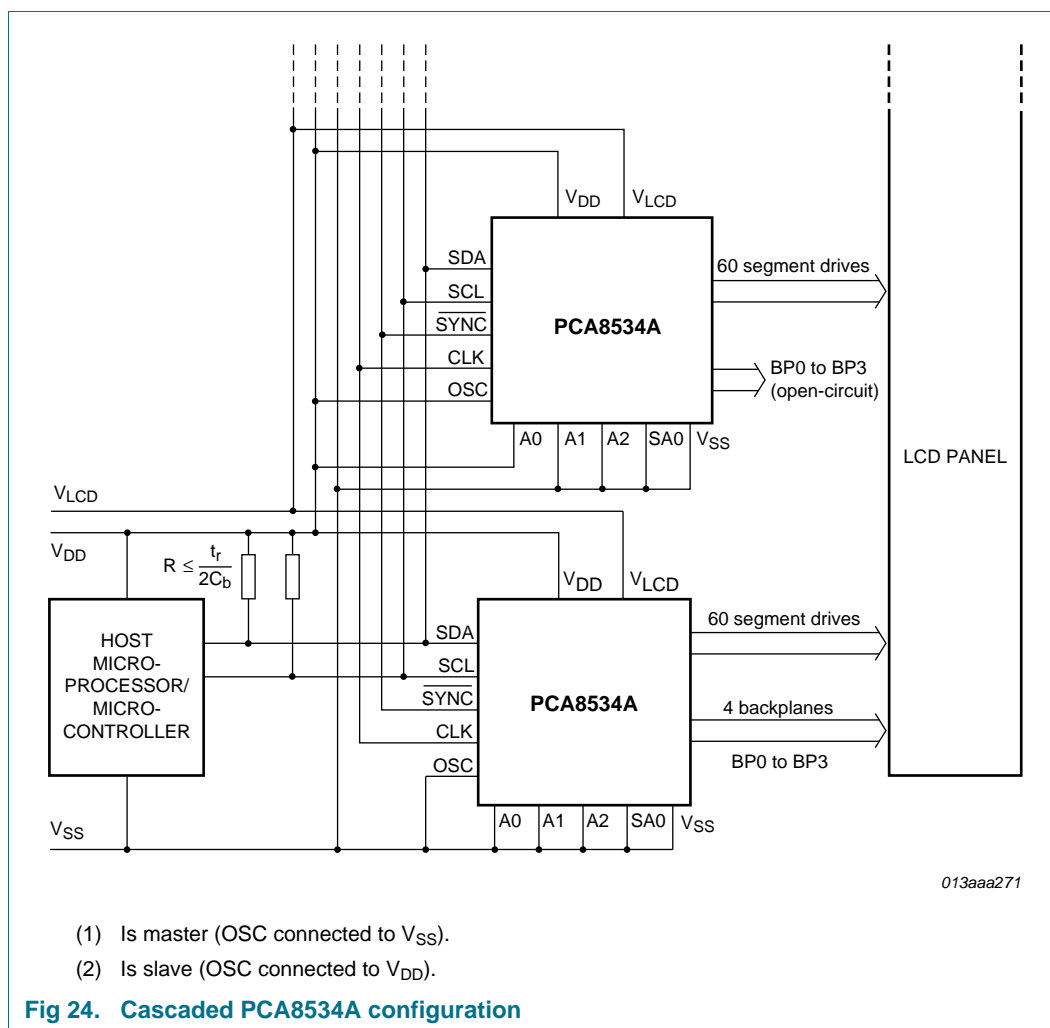 V_DD V_LCD
SDA
SCL
SYNC
CLK
OSC
PCA8534A
60 segment drives
BP0 to BP3
(open-circuit)
A0 A1 A2 SA0 V_SS
LCD PANEL
V_LCD
V_DD
R ≤ t_r / 2C_b
V_DD V_LCD
HOST
MICRO-
PROCESSOR/
MICRO-
CONTROLLER
SDA
SCL
SYNC
CLK
OSC
PCA8534A
60 segment drives
4 backplanes
BP0 to BP3
A0 A1 A2 SA0 V_SS
V_SS
013aaa271
(1) Is master (OSC connected to V_SS).
(2) Is slave (OSC connected to V_DD).
Fig 24. Cascaded PCA8534A configuration